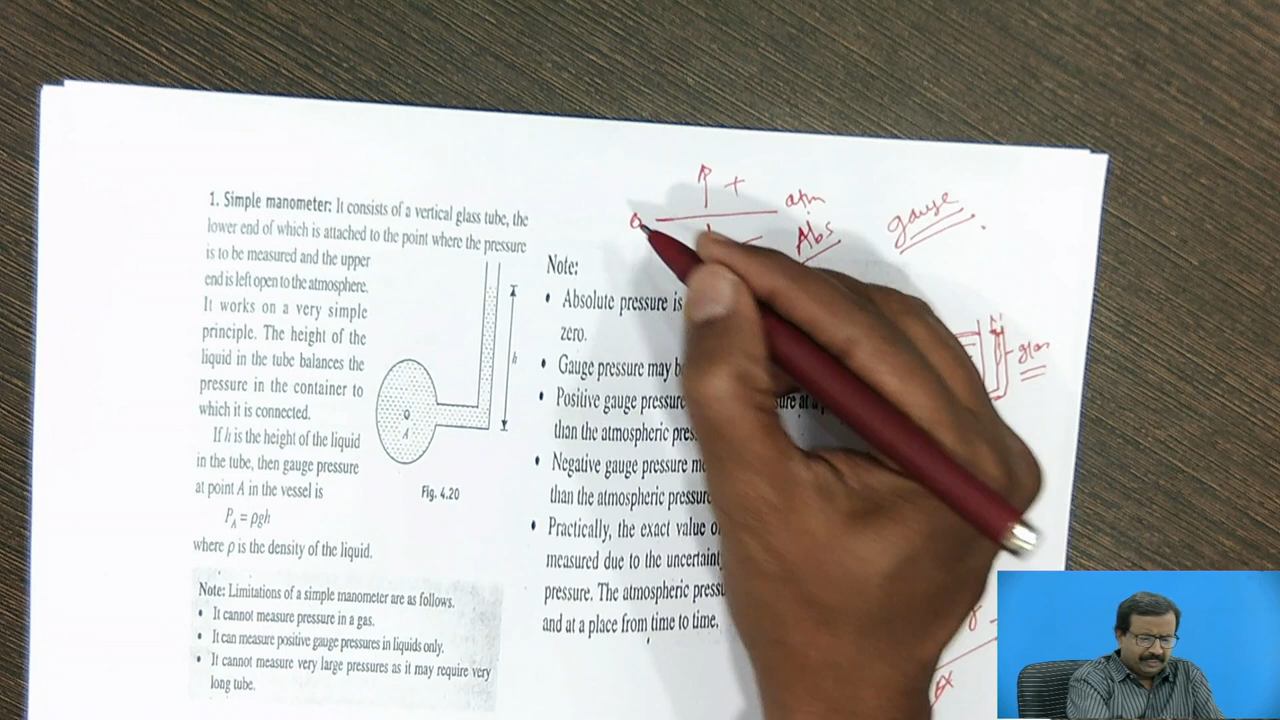 1. Simple manometer: It consists of a vertical glass tube, the
lower end of which is attached to the point where the pressure
is to be measured and the upper
end is left open to the atmosphere.
It works on a very simple
principle. The height of the
liquid in the tube balances the
pressure in the container to
which it is connected.
If h is the height of the liquid
in the tube, then gauge pressure
at point A in the vessel is
P_A = ρgh
where ρ is the density of the liquid.
h
A
Fig. 4.20
Note: Limitations of a simple manometer are as follows.
• It cannot measure pressure in a gas.
• It can measure positive gauge pressures in liquids only.
• It cannot measure very large pressures as it may require very
long tube.
+
atm
Abs
gauge
Note:
• Absolute pressure is
zero.
• Gauge pressure may
• Positive gauge pressure
than the atmospheric
• Negative gauge pressure
than the atmospheric pressure
• Practically, the exact value
measured due to the uncertainty
pressure. The atmospheric
and at a place from time to time.